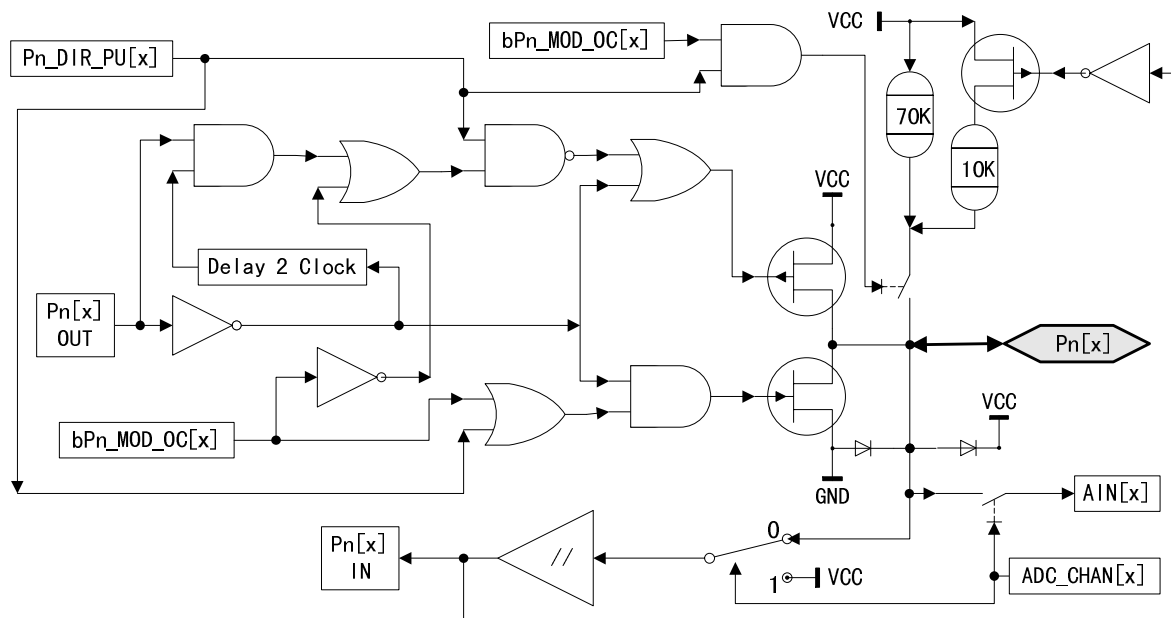 Pn_DIR_PU[x]
bPn_MOD_OC[x]
VCC
70K
10K
VCC
Delay 2 Clock
Pn[x]
OUT
Pn[x]
bPn_MOD_OC[x]
VCC
GND
AIN[x]
Pn[x]
IN
//
0
1
VCC
ADC_CHAN[x]